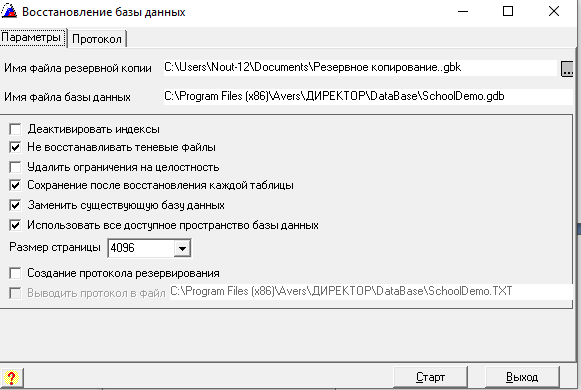 Восстановление базы данных
Параметры Протокол
Имя Файла резервной копии C:\Users\Nout-12\Documents\Резервное копирование..gbk ...
Имя Файла базы данных C:\Program Files (x86)\Avers\ДИРЕКТОР\DataBase\SchoolDemo.gdb
Деактивировать индексы
Не восстанавливать теневые файлы
Удалить ограничения на целостность
Сохранение после восстановления каждой таблицы
Заменить существующую базу данных
Использовать все доступное пространство базы данных
Размер страницы 4096
Создание протокола резервирования
Выводить протокол в Файл C:\Program Files (x86)\Avers\ДИРЕКТОР\DataBase\SchoolDemo.TXT
? Старт Выход